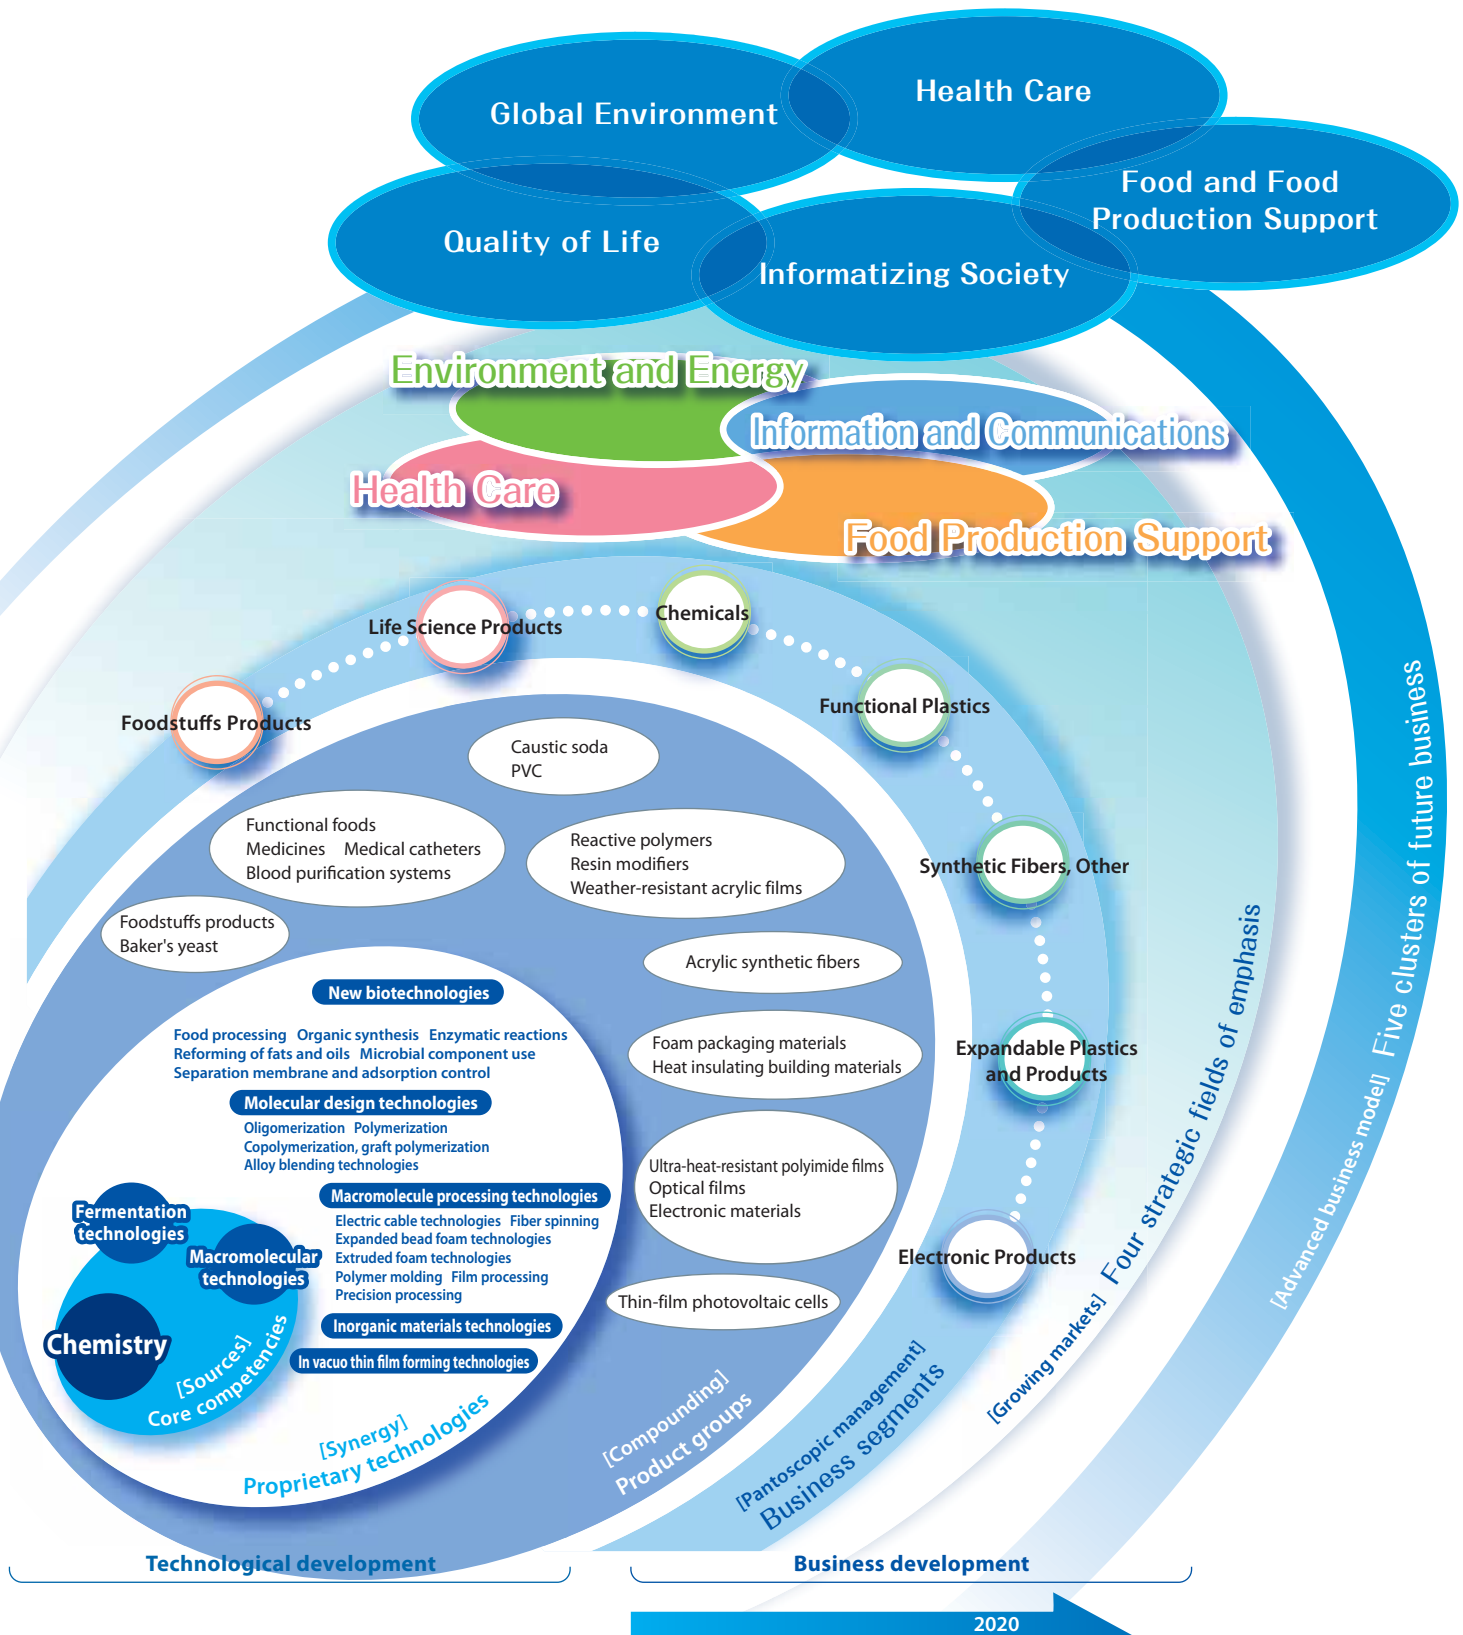 Global Environment
Health Care
Food and Food
Production Support
Quality of Life
Informatizing Society
Environment and Energy
Information and Communications
Health Care
Food Production Support
Life Science Products
Chemicals
Foodstuffs Products
Functional Plastics
Synthetic Fibers, Other
Expandable Plastics
and Products
Electronic Products
Caustic soda
PVC
Functional foods
Medicines Medical catheters
Blood purification systems
Reactive polymers
Resin modifiers
Weather-resistant acrylic films
Foodstuffs products
Baker's yeast
Acrylic synthetic fibers
Foam packaging materials
Heat insulating building materials
Ultra-heat-resistant polyimide films
Optical films
Electronic materials
Thin-film photovoltaic cells
New biotechnologies
Food processing Organic synthesis Enzymatic reactions
Reforming of fats and oils Microbial component use
Separation membrane and adsorption control
Molecular design technologies
Oligomerization Polymerization
Copolymerization, graft polymerization
Alloy blending technologies
Macromolecule processing technologies
Electric cable technologies Fiber spinning
Expanded bead foam technologies
Extruded foam technologies
Polymer molding Film processing
Precision processing
Inorganic materials technologies
In vacuo thin film forming technologies
Fermentation
technologies
Macromolecular
technologies
Chemistry
[Sources]
Core competencies
[Synergy]
Proprietary technologies
[Compounding]
Product groups
[Pantoscopic management]
Business segments
[Growing markets] Four strategic fields of emphasis
[Advanced business model] Five clusters of future business
Technological development
Business development
2020